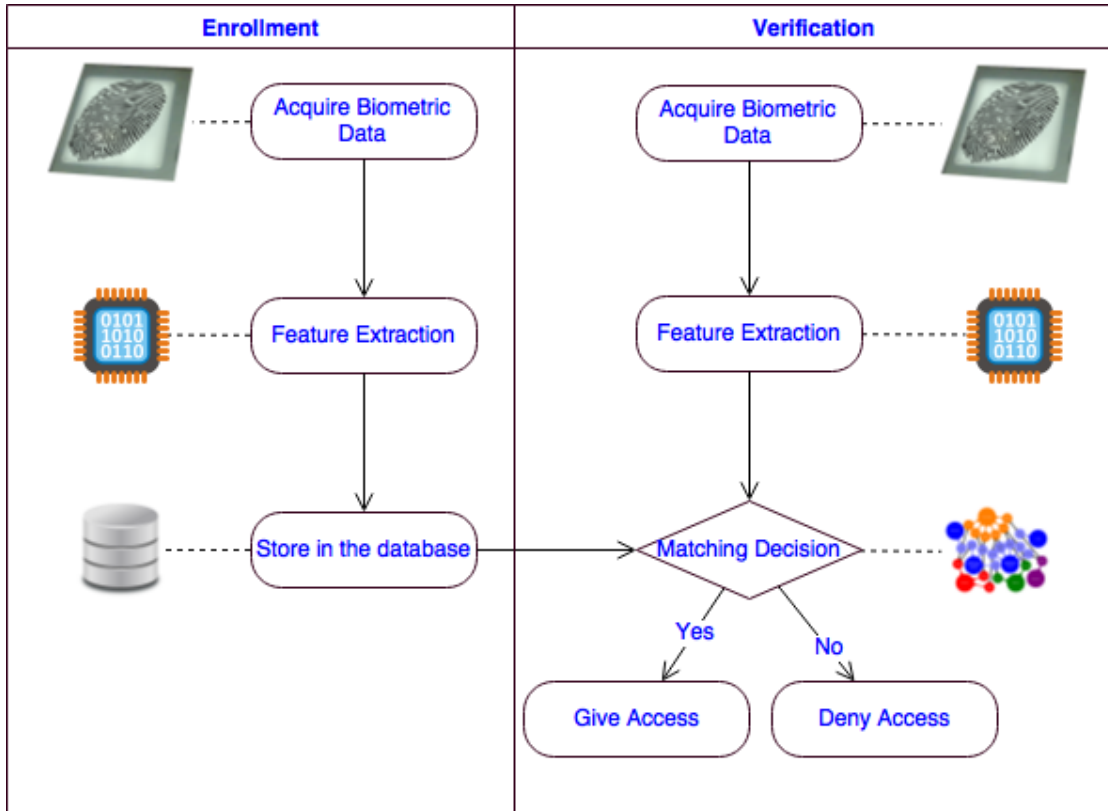 Enrollment
Verification
Acquire Biometric
Data
Acquire Biometric
Data
0101
1010
0110
Feature Extraction
Feature Extraction
0101
1010
0110
Store in the database
Matching Decision
Yes
No
Give Access
Deny Access